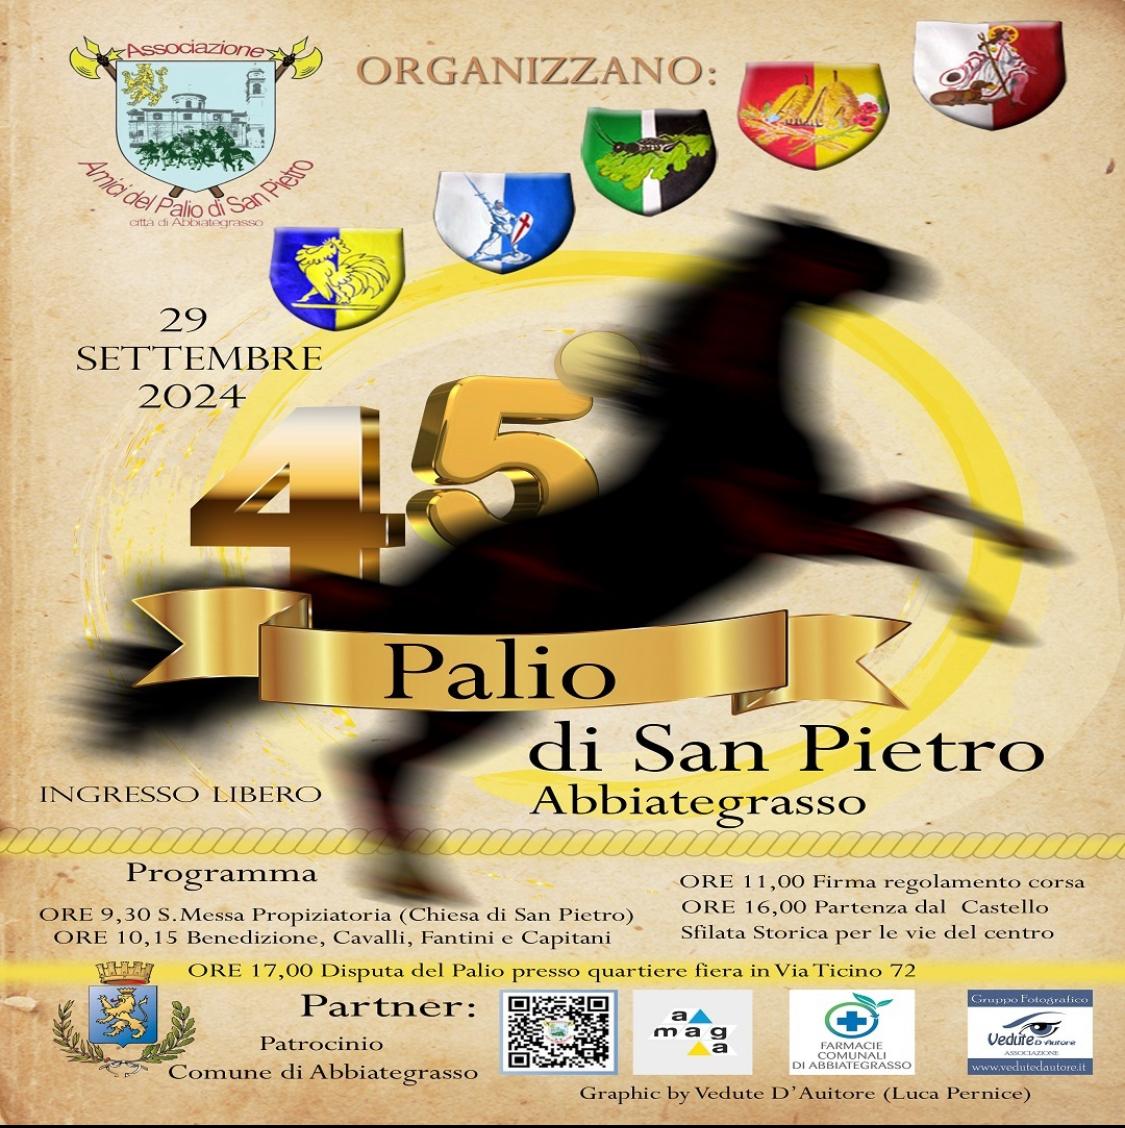 Associazione
Amici del Palio di San Pietro
città di Abbiategrasso
ORGANIZZANO:
29
SETTEMBRE
2024
45
Palio
di San Pietro
Abbiategrasso
INGRESSO LIBERO
Programma
ORE 9,30 S.Messa Propiziatoria (Chiesa di San Pietro)
ORE 10,15 Benedizione, Cavalli, Fantini e Capitani
ORE 11,00 Firma regolamento corsa
ORE 16,00 Partenza dal Castello
Sfilata Storica per le vie del centro
ORE 17,00 Disputa del Palio presso quartiere fiera in Via Ticino 72
Partner:
Patrocinio
Comune di Abbiategrasso
a
m a g
a
FARMACIE
COMUNALI
DI ABBIATEGRASSO
Gruppo Fotografico
Vedute D'Autore
ASSOCIAZIONE
www.vedutedautore.it
Graphic by Vedute D'Auitore (Luca Pernice)